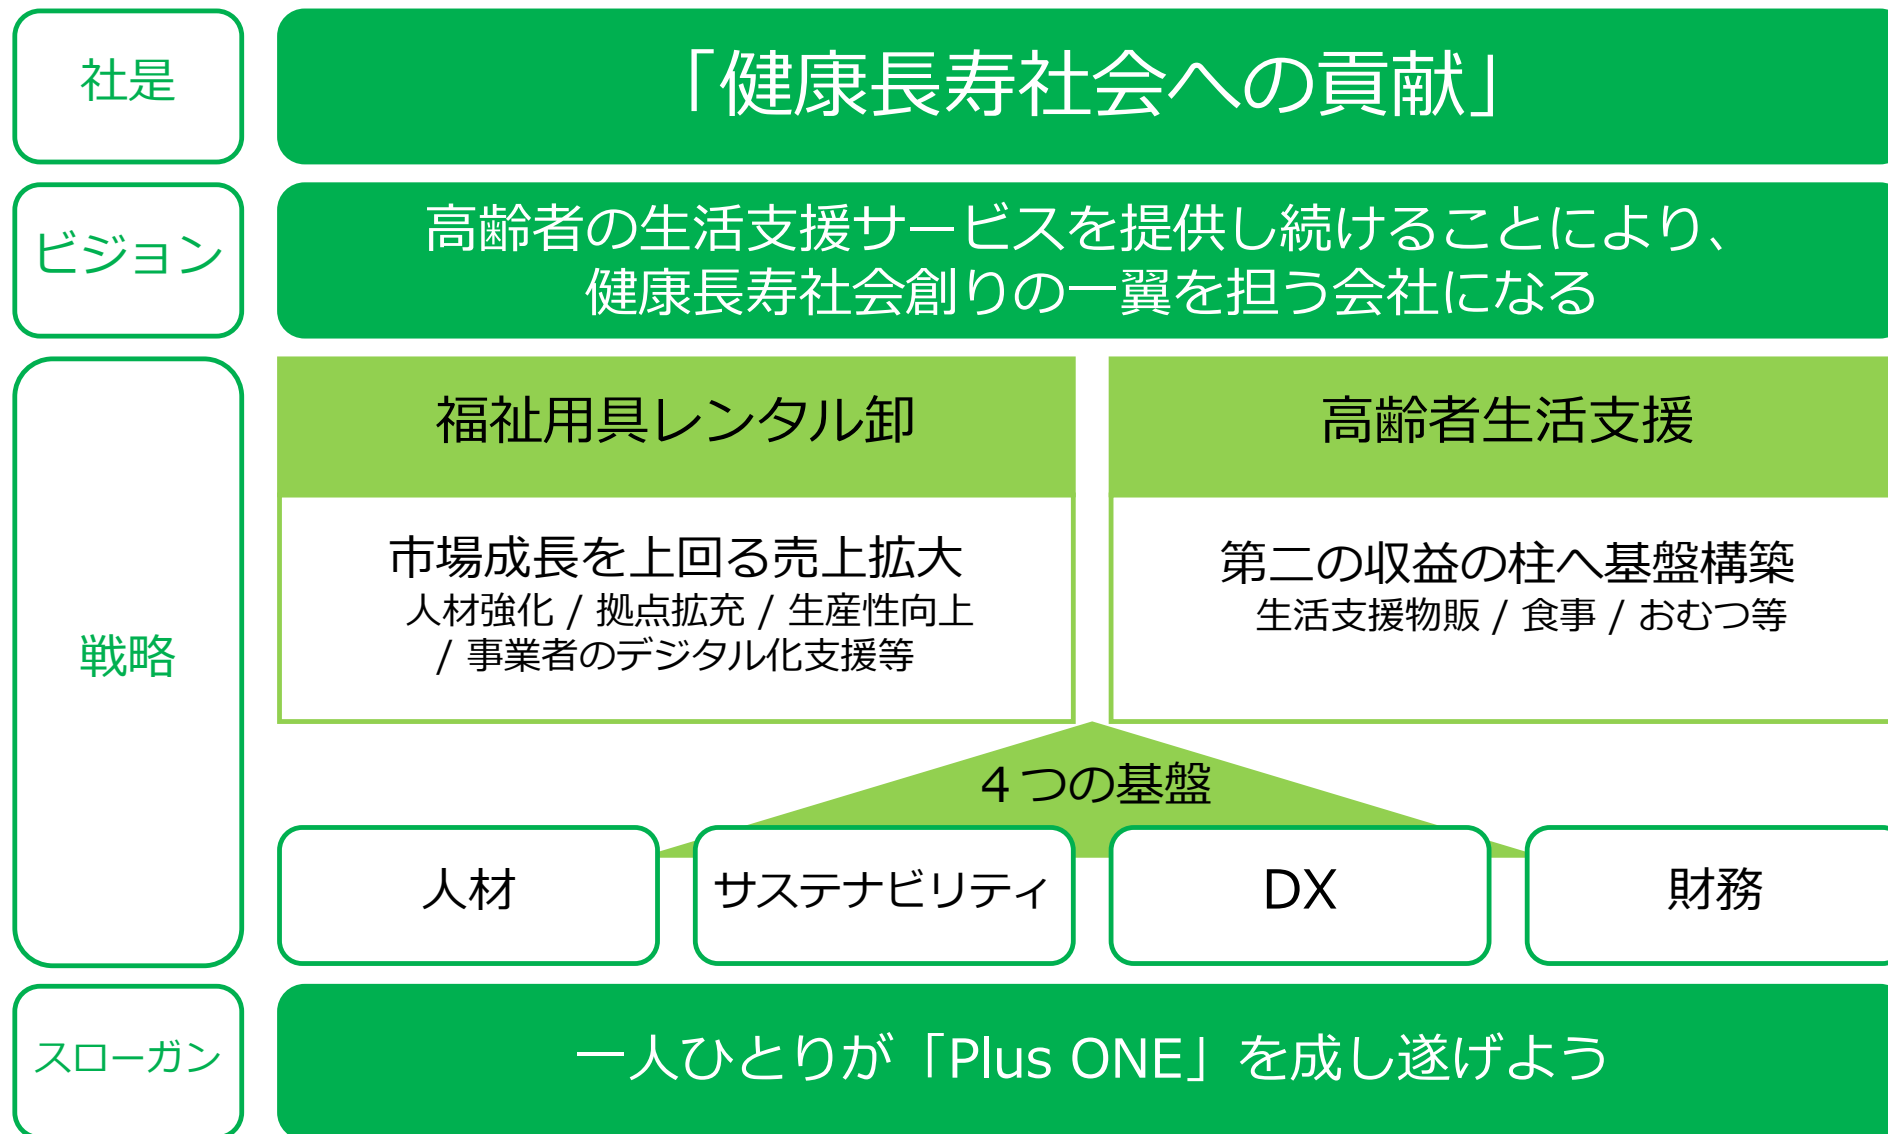 社是
「健康長寿社会への貢献」
ビジョン
高齢者の生活支援サービスを提供し続けることにより、
健康長寿社会創りの一翼を担う会社になる
戦略
福祉用具レンタル卸
市場成長を上回る売上拡大
人材強化 / 拠点拡充 / 生産性向上
/ 事業者のデジタル化支援等
高齢者生活支援
第二の収益の柱へ基盤構築
生活支援物販 / 食事 / おむつ等
４つの基盤
人材
サステナビリティ
DX
財務
スローガン
一人ひとりが「Plus ONE」を成し遂げよう